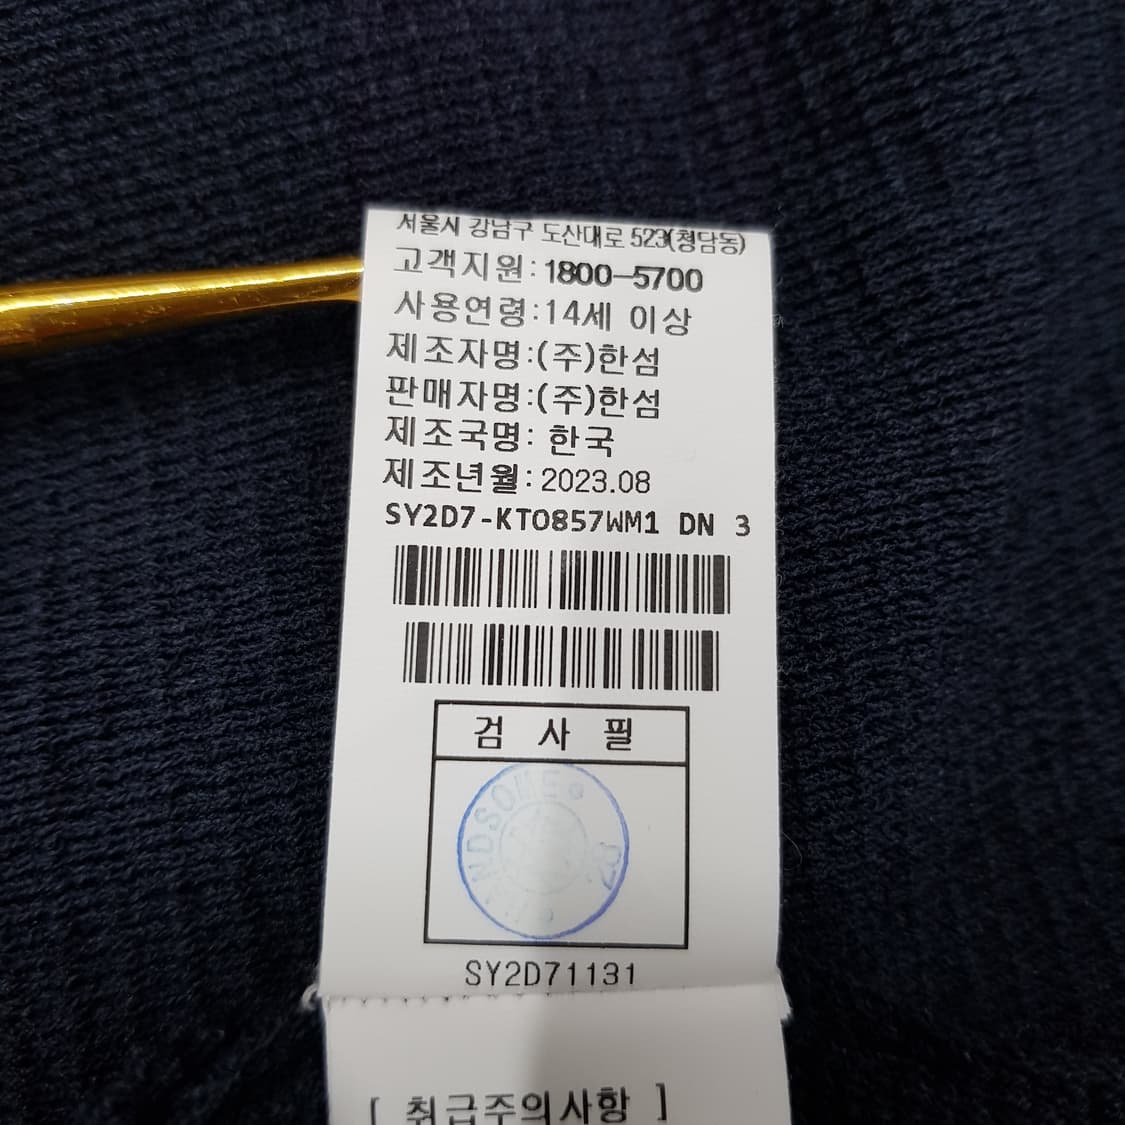 서울시 강남구 도산대로 523(청담동)
고객지원:1800-5700
사용연령:14세 이상
제조자명:(주)한섬
판매자명:(주)한섬
제조국명: 한국
제조년월:2023.08
SY2D7-KTO857WM1 DN 3
검 사 필
SY2D71131
[ 취급주의사항 ]